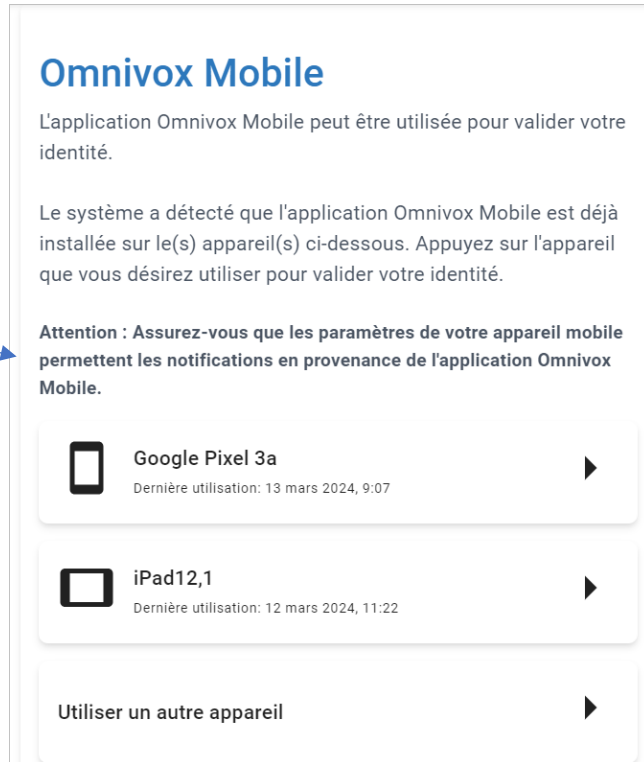 Omnivox Mobile
L'application Omnivox Mobile peut être utilisée pour valider votre
identité.
Le système a détecté que l'application Omnivox Mobile est déjà
installée sur le(s) appareil(s) ci-dessous. Appuyez sur l'appareil
que vous désirez utiliser pour valider votre identité.
Attention : Assurez-vous que les paramètres de votre appareil mobile
permettent les notifications en provenance de l'application Omnivox
Mobile.
Google Pixel 3a
Dernière utilisation: 13 mars 2024, 9:07
iPad12,1
Dernière utilisation: 12 mars 2024, 11:22
Utiliser un autre appareil